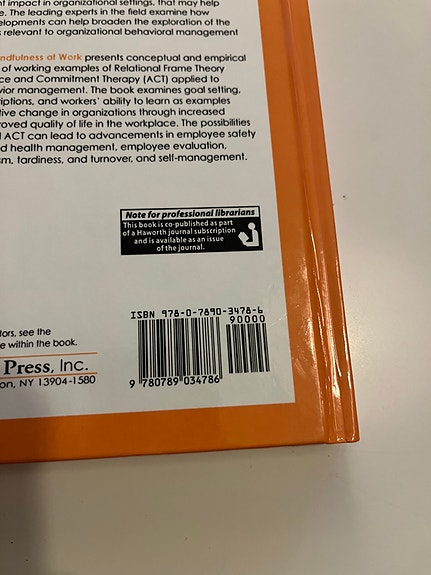 nt impact in organizational settings, that may help
e. The leading experts in the field examine how
elopments can help broaden the exploration of the
s relevant to organizational behavioral management
ndfulness at Work presents conceptual and empirical
of working examples of Relational Frame Theory
ce and Commitment Therapy (ACT) applied to
vior management. The book examines goal setting,
riptions, and workers' ability to learn as examples
tive change in organizations through increased
roved quality of life in the workplace. The possibilities
d ACT can lead to advancements in employee safety
d health management, employee evaluation,
sm, tardiness, and turnover, and self-management.
Note for professional librarians
This book is co-published as part
of a Haworth journal subscription
and is available as an issue
of the journal.
ISBN 978-0-7890-3478-6
90000
9 780789 034786
tors, see the
e within the book.
Press, Inc.
on, NY 13904-1580